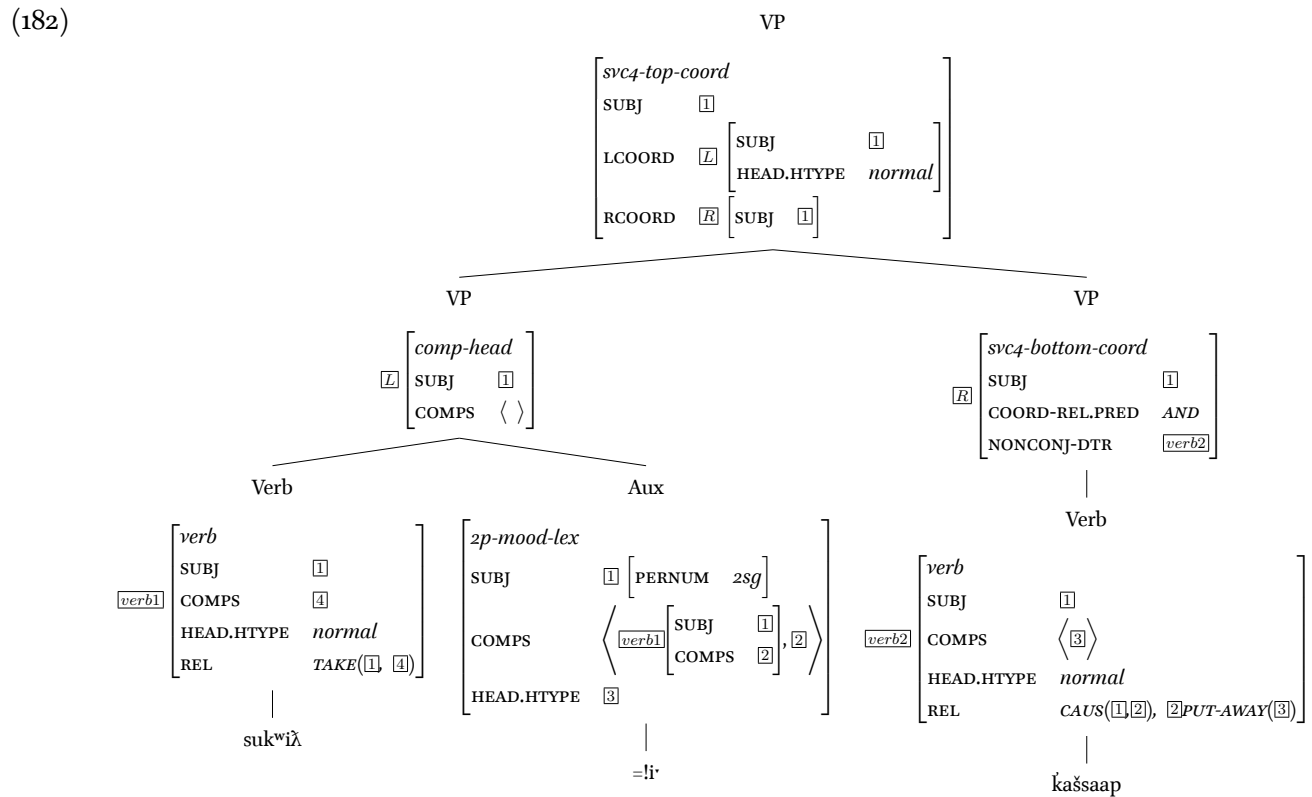 (182)
VP
svc4-top-coord
SUBJ 1
LCOORD L SUBJ 1
HEAD.HTYPE normal
RCOORD R SUBJ 1
VP
L comp-head
SUBJ 1
COMPS ⟨ ⟩
VP
R svc4-bottom-coord
SUBJ 1
COORD-REL.PRED AND
NONCONJ-DTR verb2
Verb
verb1 verb
SUBJ 1
COMPS 4
HEAD.HTYPE normal
REL TAKE(1, 4)
sukʷiƛ̓
Aux
2p-mood-lex
SUBJ 1 PERNUM 2sg
COMPS ⟨ verb1 SUBJ 1 , 2 ⟩
COMPS 2
HEAD.HTYPE 3
=!iˑ
Verb
verb2 verb
SUBJ 1
COMPS ⟨ 3 ⟩
HEAD.HTYPE normal
REL CAUS(1,2), 2PUT-AWAY(3)
k̓ašsaap